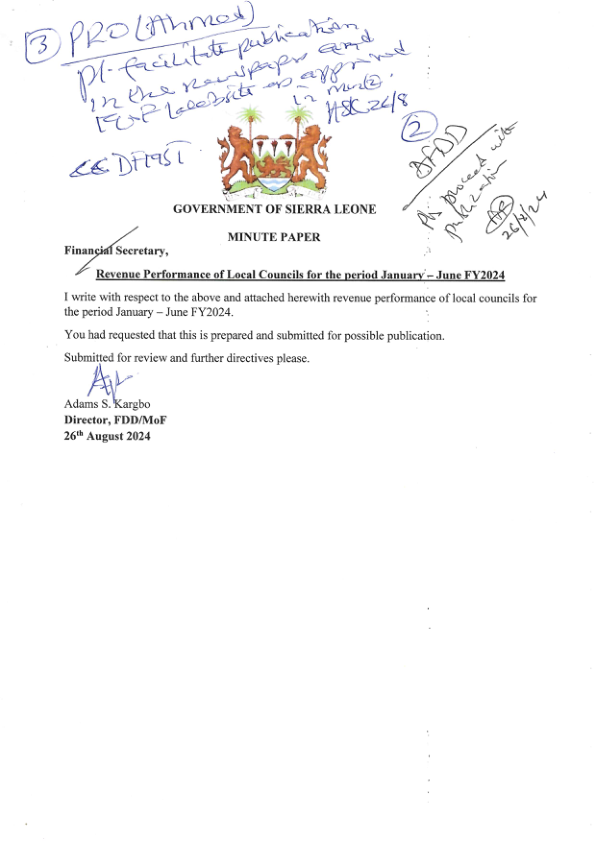 ③ PRO (Ahmed)
pl. facilitate publication
in the newspaper and
website as approved
in minute 2.
26/8
②
DFDD
Pls proceed with
publication
26/8/24
GOVERNMENT OF SIERRA LEONE
MINUTE PAPER
Financial Secretary,
Revenue Performance of Local Councils for the period January – June FY2024
I write with respect to the above and attached herewith revenue performance of local councils for
the period January – June FY2024.
You had requested that this is prepared and submitted for possible publication.
Submitted for review and further directives please.
Adams S. Kargbo
Director, FDD/MoF
26th August 2024